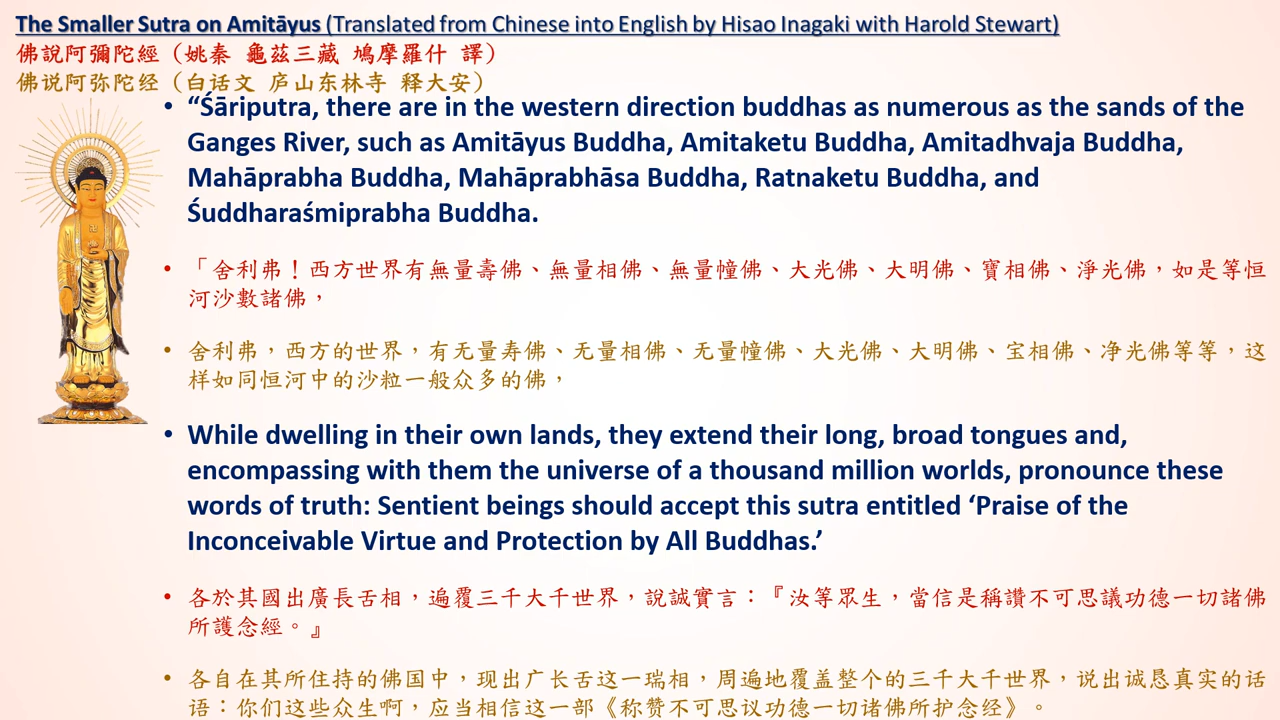 The Smaller Sutra on Amitāyus (Translated from Chinese into English by Hisao Inagaki with Harold Stewart)
佛說阿彌陀經（姚秦 龜茲三藏 鳩摩羅什 譯）
佛说阿弥陀经（白话文 庐山东林寺 释大安）
• “Śāriputra, there are in the western direction buddhas as numerous as the sands of the
Ganges River, such as Amitāyus Buddha, Amitaketu Buddha, Amitadhvaja Buddha,
Mahāprabha Buddha, Mahāprabhāsa Buddha, Ratnaketu Buddha, and
Śuddharaśmiprabha Buddha.
• 「舍利弗！西方世界有無量壽佛、無量相佛、無量幢佛、大光佛、大明佛、寶相佛、淨光佛，如是等恒
河沙數諸佛，
• 舍利弗，西方的世界，有无量寿佛、无量相佛、无量幢佛、大光佛、大明佛、宝相佛、净光佛等等，这
样如同恒河中的沙粒一般众多的佛，
• While dwelling in their own lands, they extend their long, broad tongues and,
encompassing with them the universe of a thousand million worlds, pronounce these
words of truth: Sentient beings should accept this sutra entitled ‘Praise of the
Inconceivable Virtue and Protection by All Buddhas.’
• 各於其國出廣長舌相，遍覆三千大千世界，說誠實言：『汝等眾生，當信是稱讚不可思議功德一切諸佛
所護念經。』
• 各自在其所住持的佛国中，现出广长舌这一瑞相，周遍地覆盖整个的三千大千世界，说出诚恳真实的话
语：你们这些众生啊，应当相信这一部《称赞不可思议功德一切诸佛所护念经》。